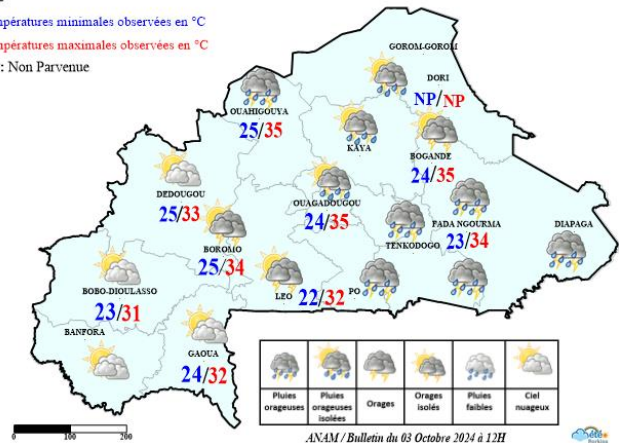 mpératures minimales observées en °C
mpératures maximales observées en °C
: Non Parvenue
GOROM-GOROM
DORI
NP/NP
OUAHIGOUYA
25/35
KAYA
BOGANDE
24/35
DEDOUGOU
25/33
OUAGADOUGOU
24/35
BOROMO
25/34
TENKODOGO
FADA NGOURMA
23/34
DIAPAGA
BOBO-DIOULASSO
23/31
LEO
22/32
PO
BANFORA
GAOUA
24/32
Pluies orageuses
Pluies orageuses isolées
Orages
Orages isolés
Pluies faibles
Ciel nuageux
0 100 200
ANAM / Bulletin du 03 Octobre 2024 à 12H